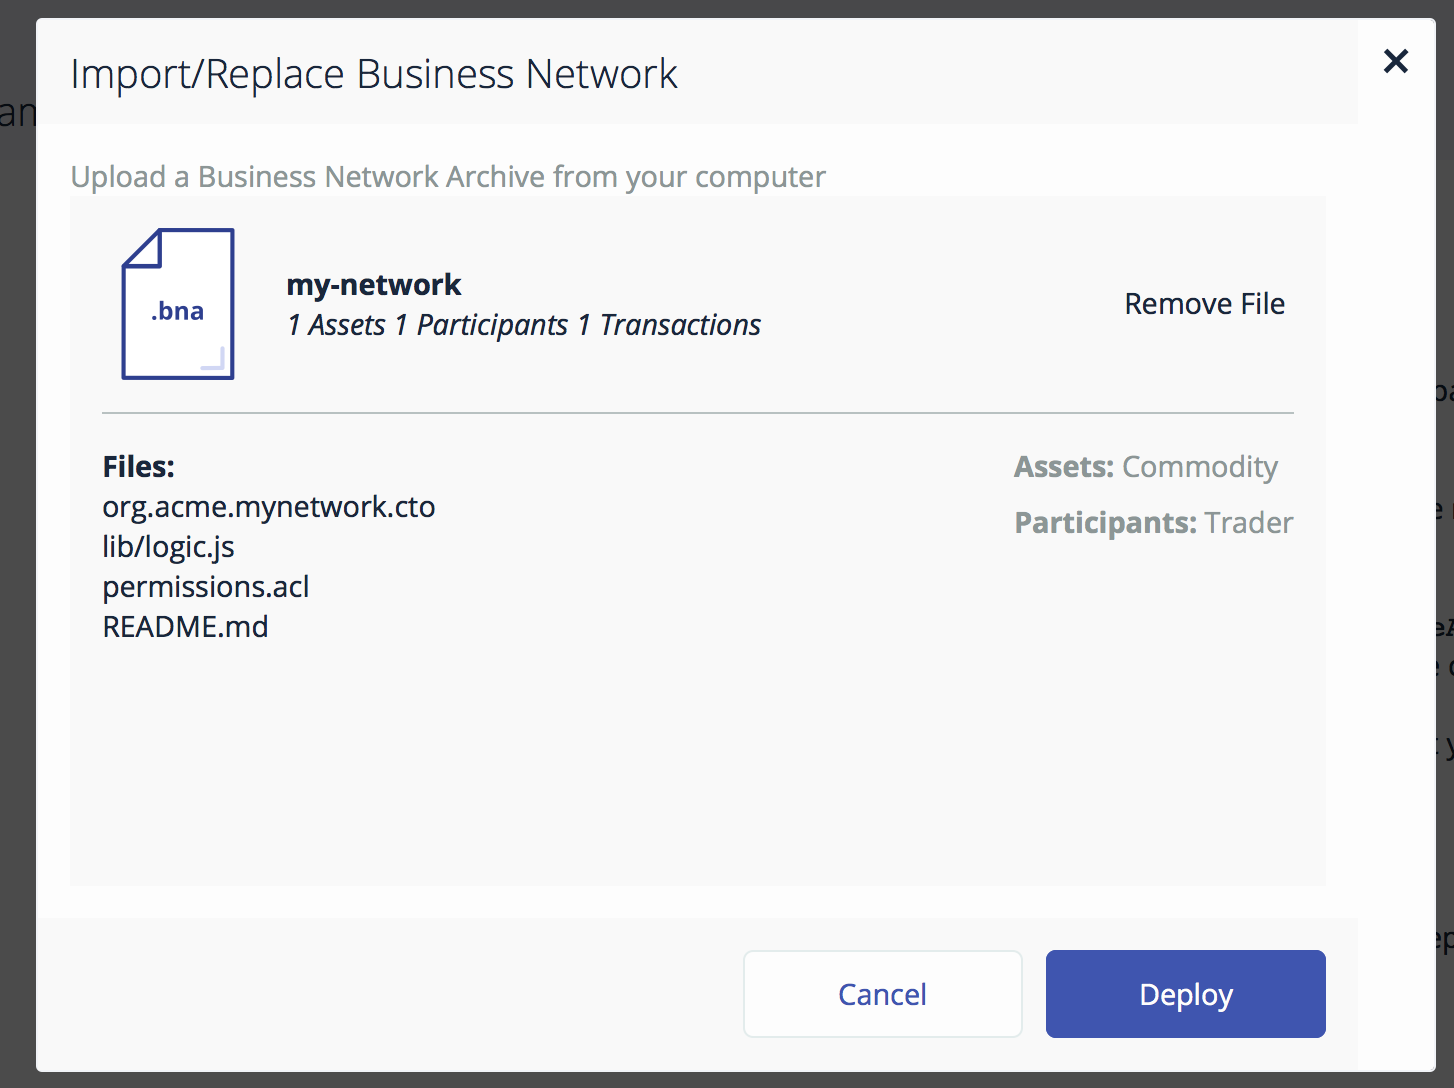 Import/Replace Business Network
Upload a Business Network Archive from your computer
.bna
my-network
1 Assets 1 Participants 1 Transactions
Remove File
Files:
org.acme.mynetwork.cto
lib/logic.js
permissions.acl
README.md
Assets: Commodity
Participants: Trader
Cancel
Deploy